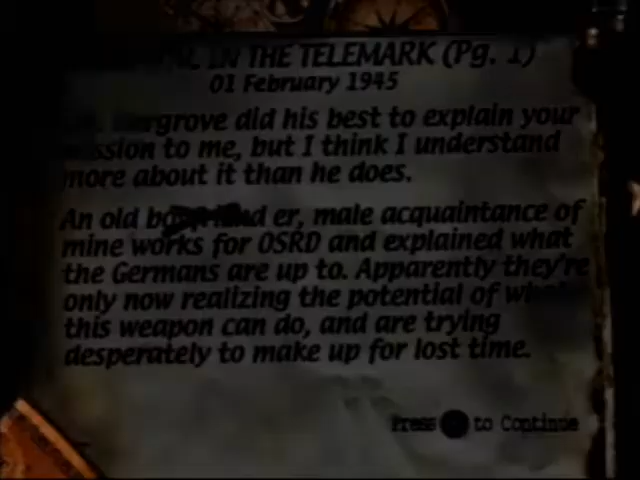 IN THE TELEMARK (Pg. 1)
01 February 1945
did his best to explain your
to me, but I think I understand
more about it than he does.
An old er, male acquaintance of
mine works for OSRD and explained what
the Germans are up to. Apparently they're
only now realizing the potential of
this weapon can do, and are trying
desperately to make up for lost time.
Press to Continue